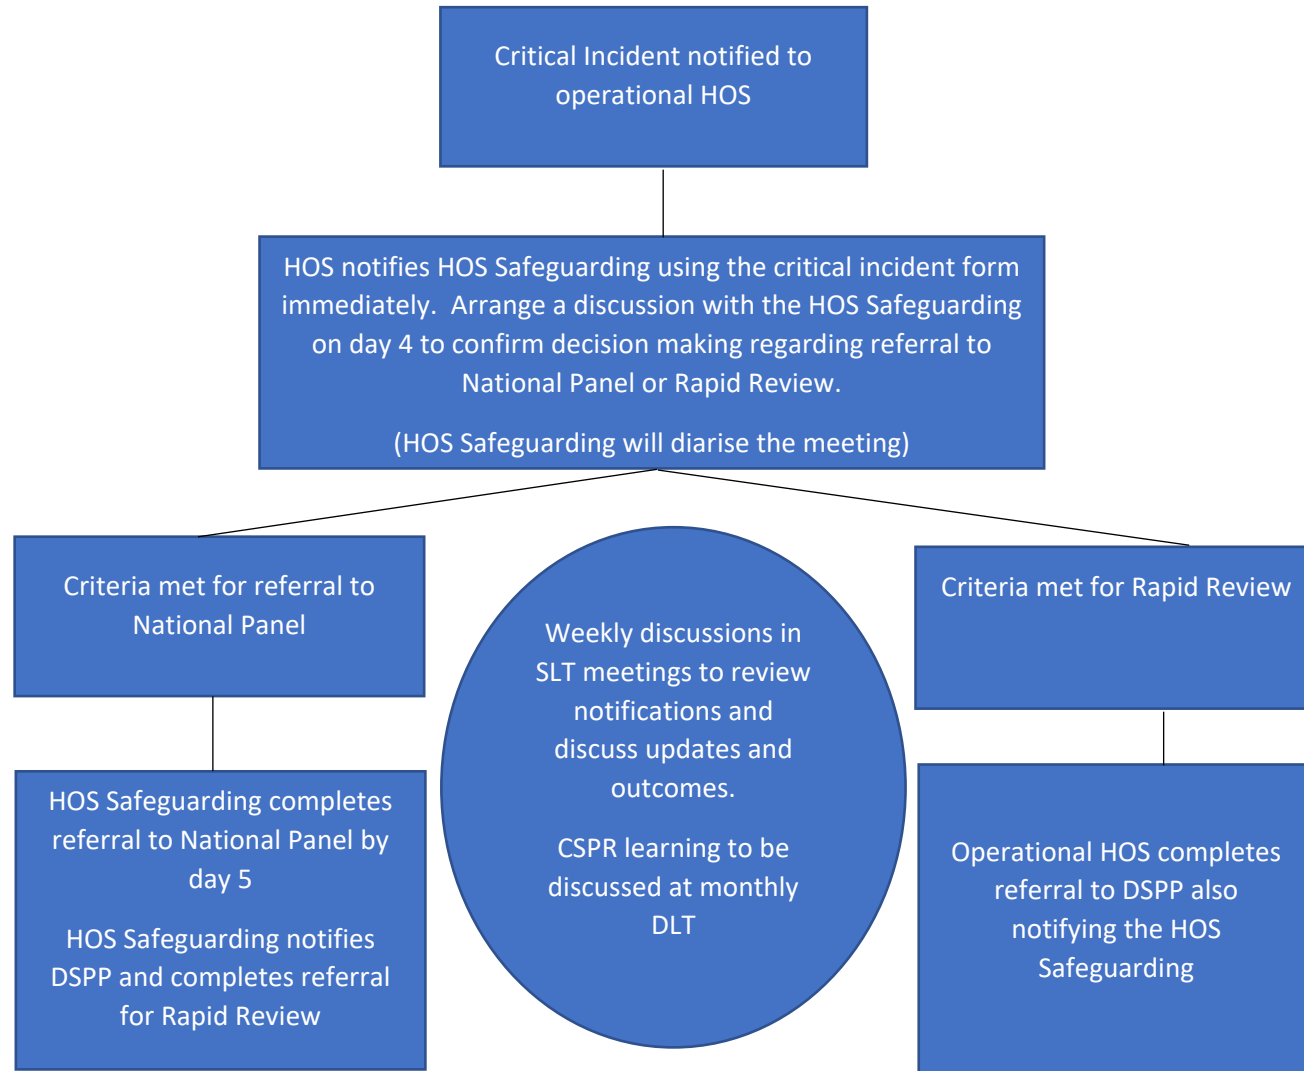 Critical Incident notified to
operational HOS
HOS notifies HOS Safeguarding using the critical incident form
immediately.  Arrange a discussion with the HOS Safeguarding
on day 4 to confirm decision making regarding referral to
National Panel or Rapid Review.
(HOS Safeguarding will diarise the meeting)
Criteria met for referral to
National Panel
HOS Safeguarding completes
referral to National Panel by
day 5
HOS Safeguarding notifies
DSPP and completes referral
for Rapid Review
Weekly discussions in
SLT meetings to review
notifications and
discuss updates and
outcomes.
CSPR learning to be
discussed at monthly
DLT
Criteria met for Rapid Review
Operational HOS completes
referral to DSPP also
notifying the HOS
Safeguarding